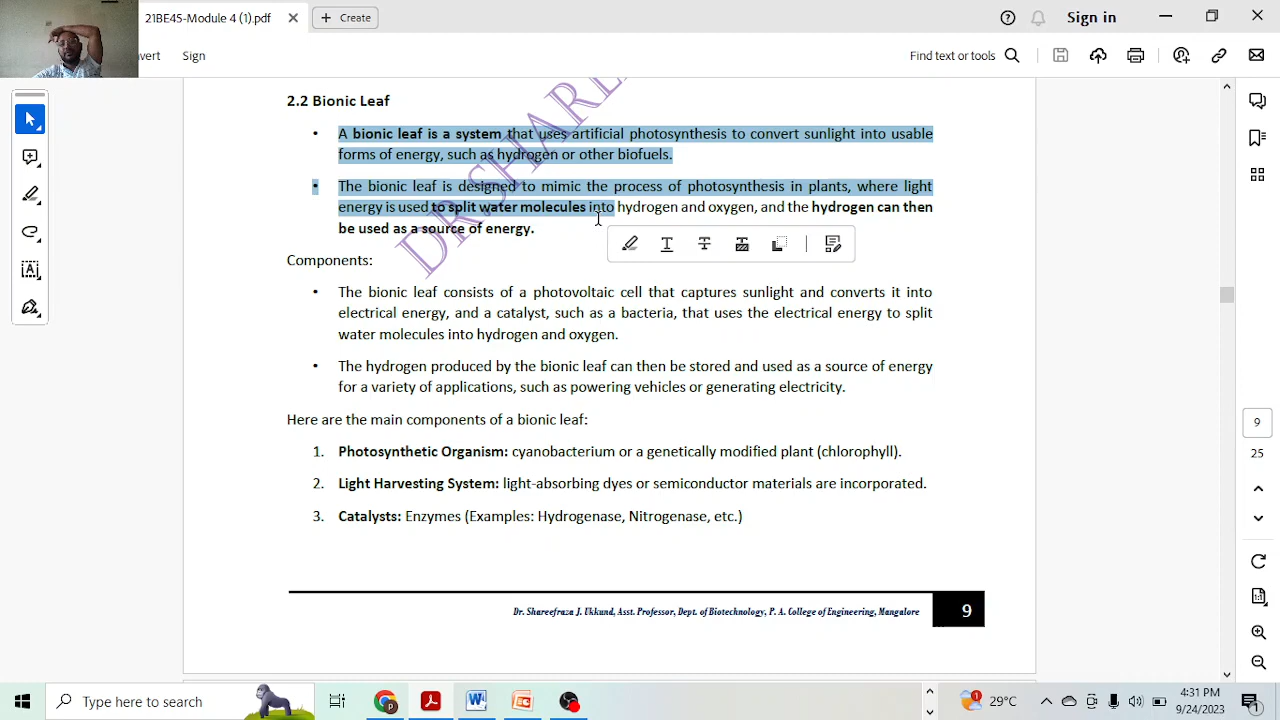 21BE45-Module 4 (1).pdf
Create
Sign in
vert
Sign
Find text or tools
2.2 Bionic Leaf
• A bionic leaf is a system that uses artificial photosynthesis to convert sunlight into usable
forms of energy, such as hydrogen or other biofuels.
• The bionic leaf is designed to mimic the process of photosynthesis in plants, where light
energy is used to split water molecules into hydrogen and oxygen, and the hydrogen can then
be used as a source of energy.
DR.SHARE
Components:
• The bionic leaf consists of a photovoltaic cell that captures sunlight and converts it into
electrical energy, and a catalyst, such as a bacteria, that uses the electrical energy to split
water molecules into hydrogen and oxygen.
• The hydrogen produced by the bionic leaf can then be stored and used as a source of energy
for a variety of applications, such as powering vehicles or generating electricity.
Here are the main components of a bionic leaf:
1. Photosynthetic Organism: cyanobacterium or a genetically modified plant (chlorophyll).
2. Light Harvesting System: light-absorbing dyes or semiconductor materials are incorporated.
3. Catalysts: Enzymes (Examples: Hydrogenase, Nitrogenase, etc.)
Dr. Shareefraza J. Ukkund, Asst. Professor, Dept. of Biotechnology, P. A. College of Engineering, Mangalore
9
9
25
Type here to search
29°C
4:31 PM
9/24/2023
1